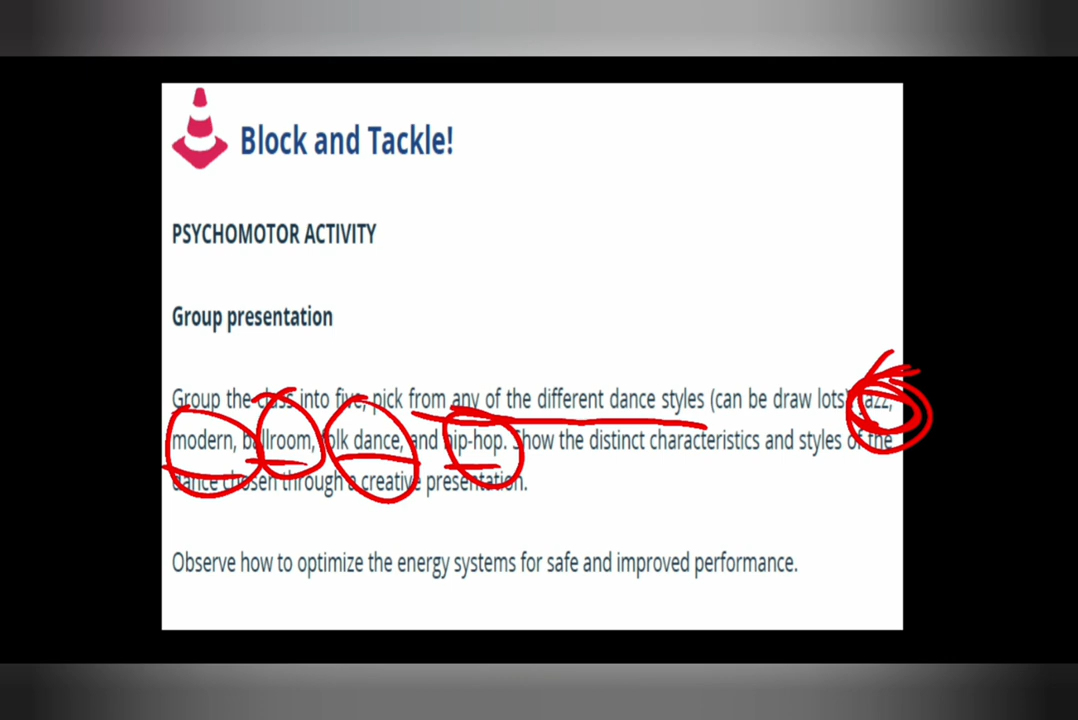 Block and Tackle!
PSYCHOMOTOR ACTIVITY
Group presentation
Group the class into five, pick from any of the different dance styles (can be draw lots) jazz,
modern, ballroom, folk dance, and hip-hop. Show the distinct characteristics and styles of the
dance chosen through a creative presentation.
Observe how to optimize the energy systems for safe and improved performance.